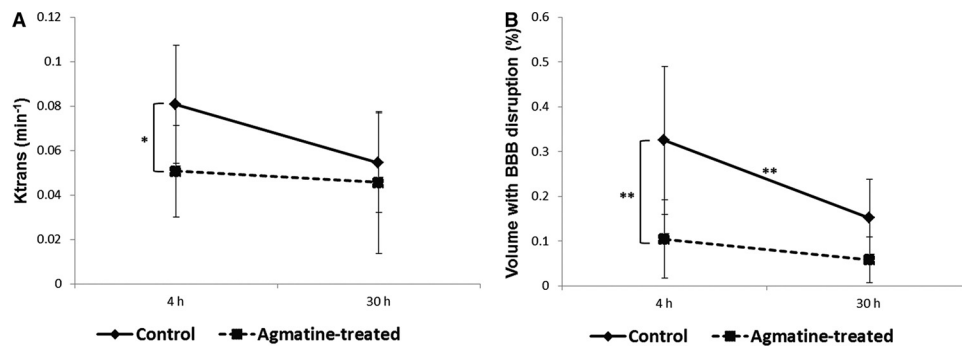 A
Ktrans (min-1)
0.12
0.1
0.08
0.06
0.04
0.02
0
*
4 h
30 h
Control
Agmatine-treated
B
Volume with BBB disruption (%)
0.6
0.5
0.4
0.3
0.2
0.1
0
**
**
4 h
30 h
Control
Agmatine-treated